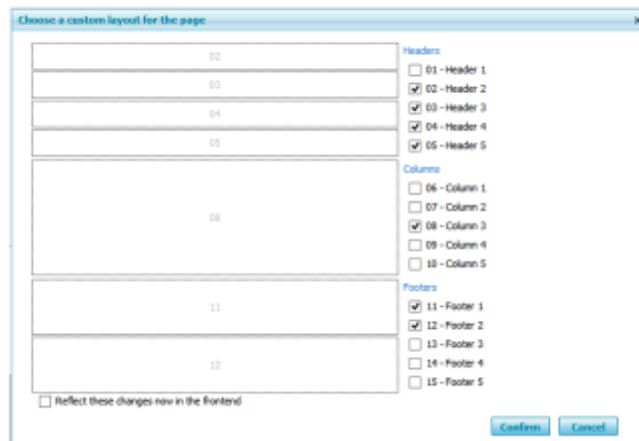 Choose a custom layout for the page
02
03
04
05
08
11
12
Headers
01 - Header 1
02 - Header 2
03 - Header 3
04 - Header 4
05 - Header 5
Columns
06 - Column 1
07 - Column 2
08 - Column 3
09 - Column 4
10 - Column 5
Footers
11 - Footer 1
12 - Footer 2
13 - Footer 3
14 - Footer 4
15 - Footer 5
Reflect these changes now in the frontend
Confirm Cancel